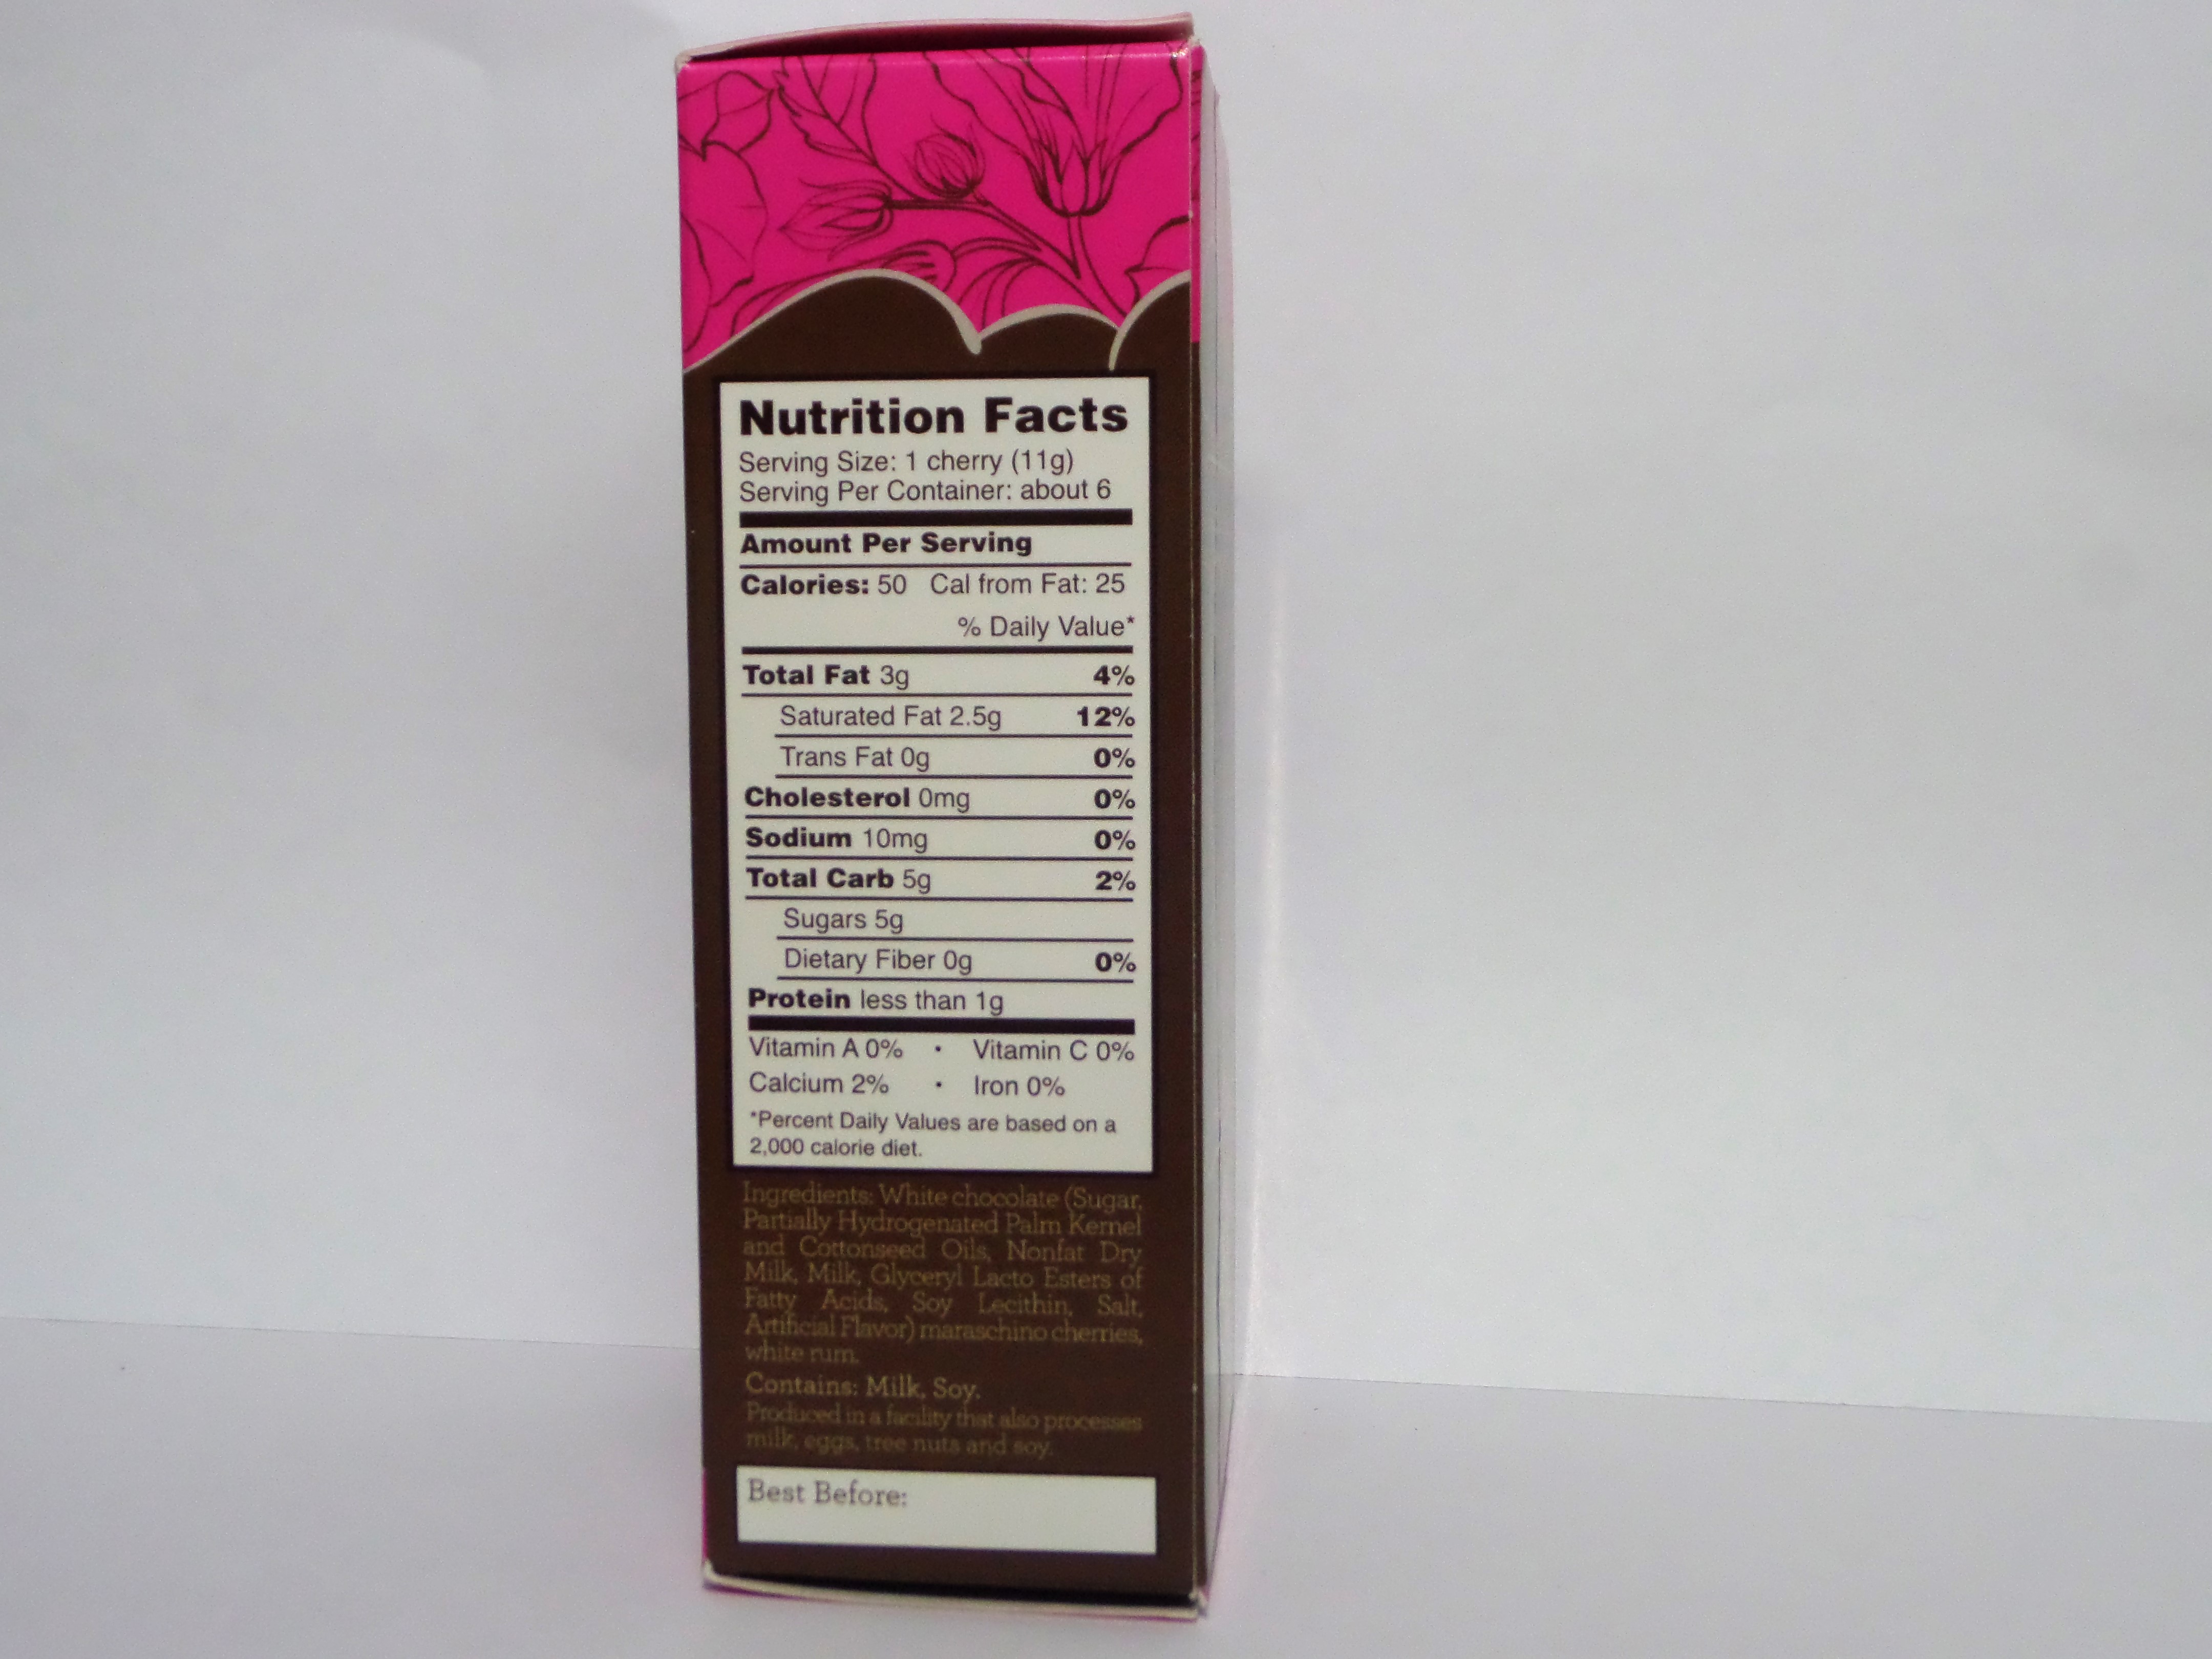 Nutrition Facts
Serving Size: 1 cherry (11g)
Serving Per Container: about 6
Amount Per Serving
Calories: 50 Cal from Fat: 25
% Daily Value*
Total Fat 3g 4%
Saturated Fat 2.5g 12%
Trans Fat 0g 0%
Cholesterol 0mg 0%
Sodium 10mg 0%
Total Carb 5g 2%
Sugars 5g
Dietary Fiber 0g 0%
Protein less than 1g
Vitamin A 0% • Vitamin C 0%
Calcium 2% • Iron 0%
*Percent Daily Values are based on a
2,000 calorie diet.
Ingredients: White chocolate (Sugar,
Partially Hydrogenated Palm Kernel
and Cottonseed Oils, Nonfat Dry
Milk, Milk, Glyceryl Lacto Esters of
Fatty Acids, Soy Lecithin, Salt,
Artificial Flavor) maraschino cherries,
white rum.
Contains: Milk, Soy.
Produced in a facility that also processes
milk, eggs, tree nuts and soy.
Best Before: